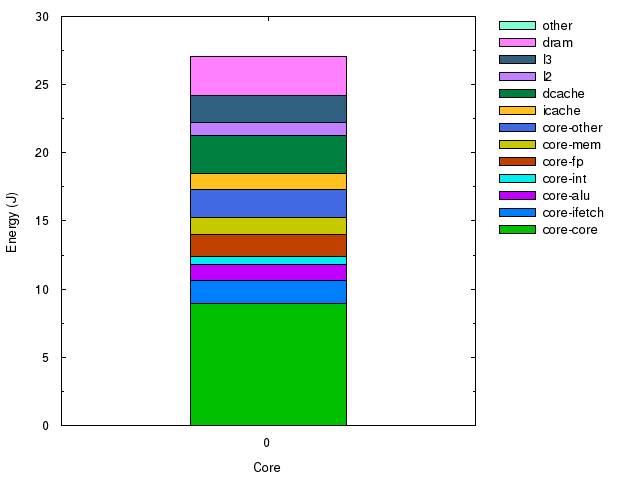 30
25
20
15
10
5
0
Energy (J)
0
Core
other
dram
l3
l2
dcache
icache
core-other
core-mem
core-fp
core-int
core-alu
core-ifetch
core-core